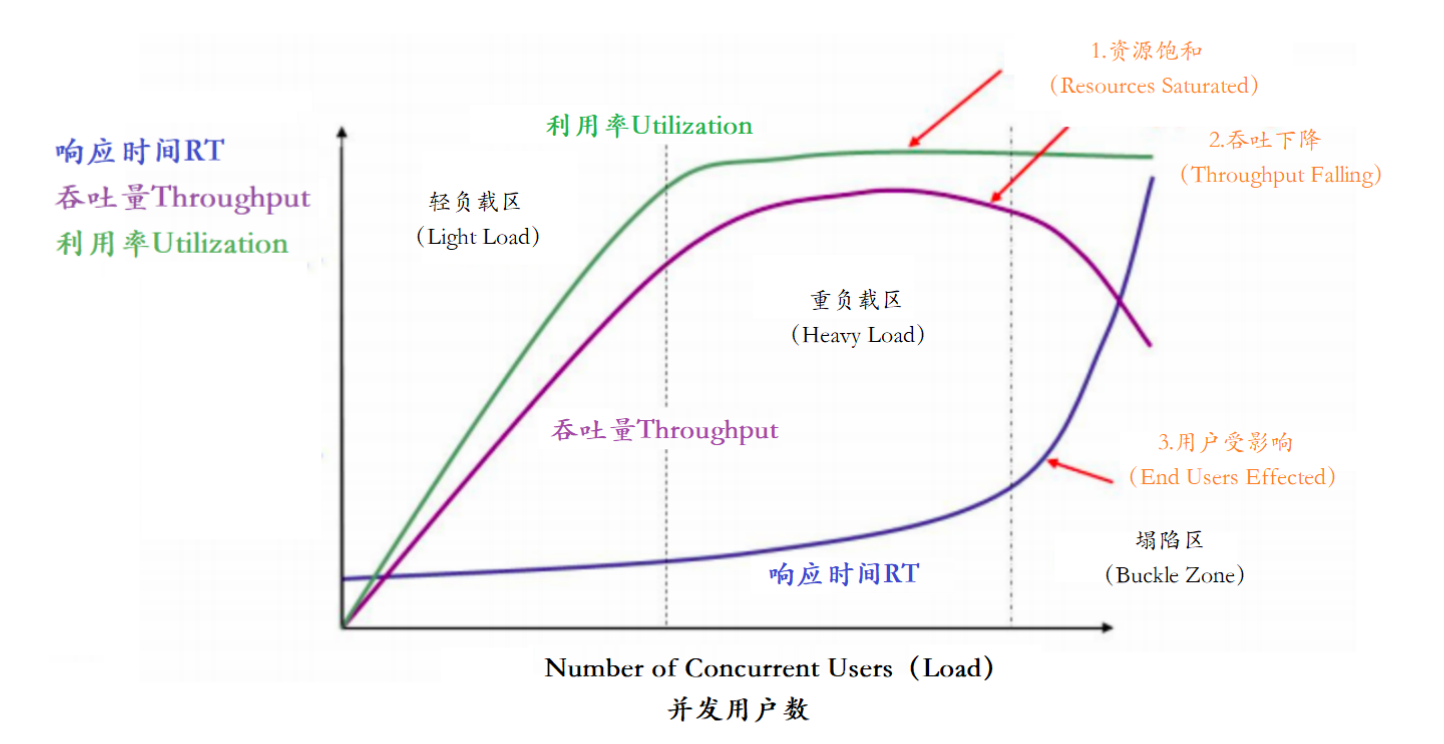 1.资源饱和
（Resources Saturated）
利用率Utilization
2.吞吐下降
（Throughput Falling）
响应时间RT
吞吐量Throughput
利用率Utilization
轻负载区
（Light Load）
重负载区
（Heavy Load）
吞吐量Throughput
3.用户受影响
（End Users Effected）
塌陷区
（Buckle Zone）
响应时间RT
Number of Concurrent Users（Load）
并发用户数